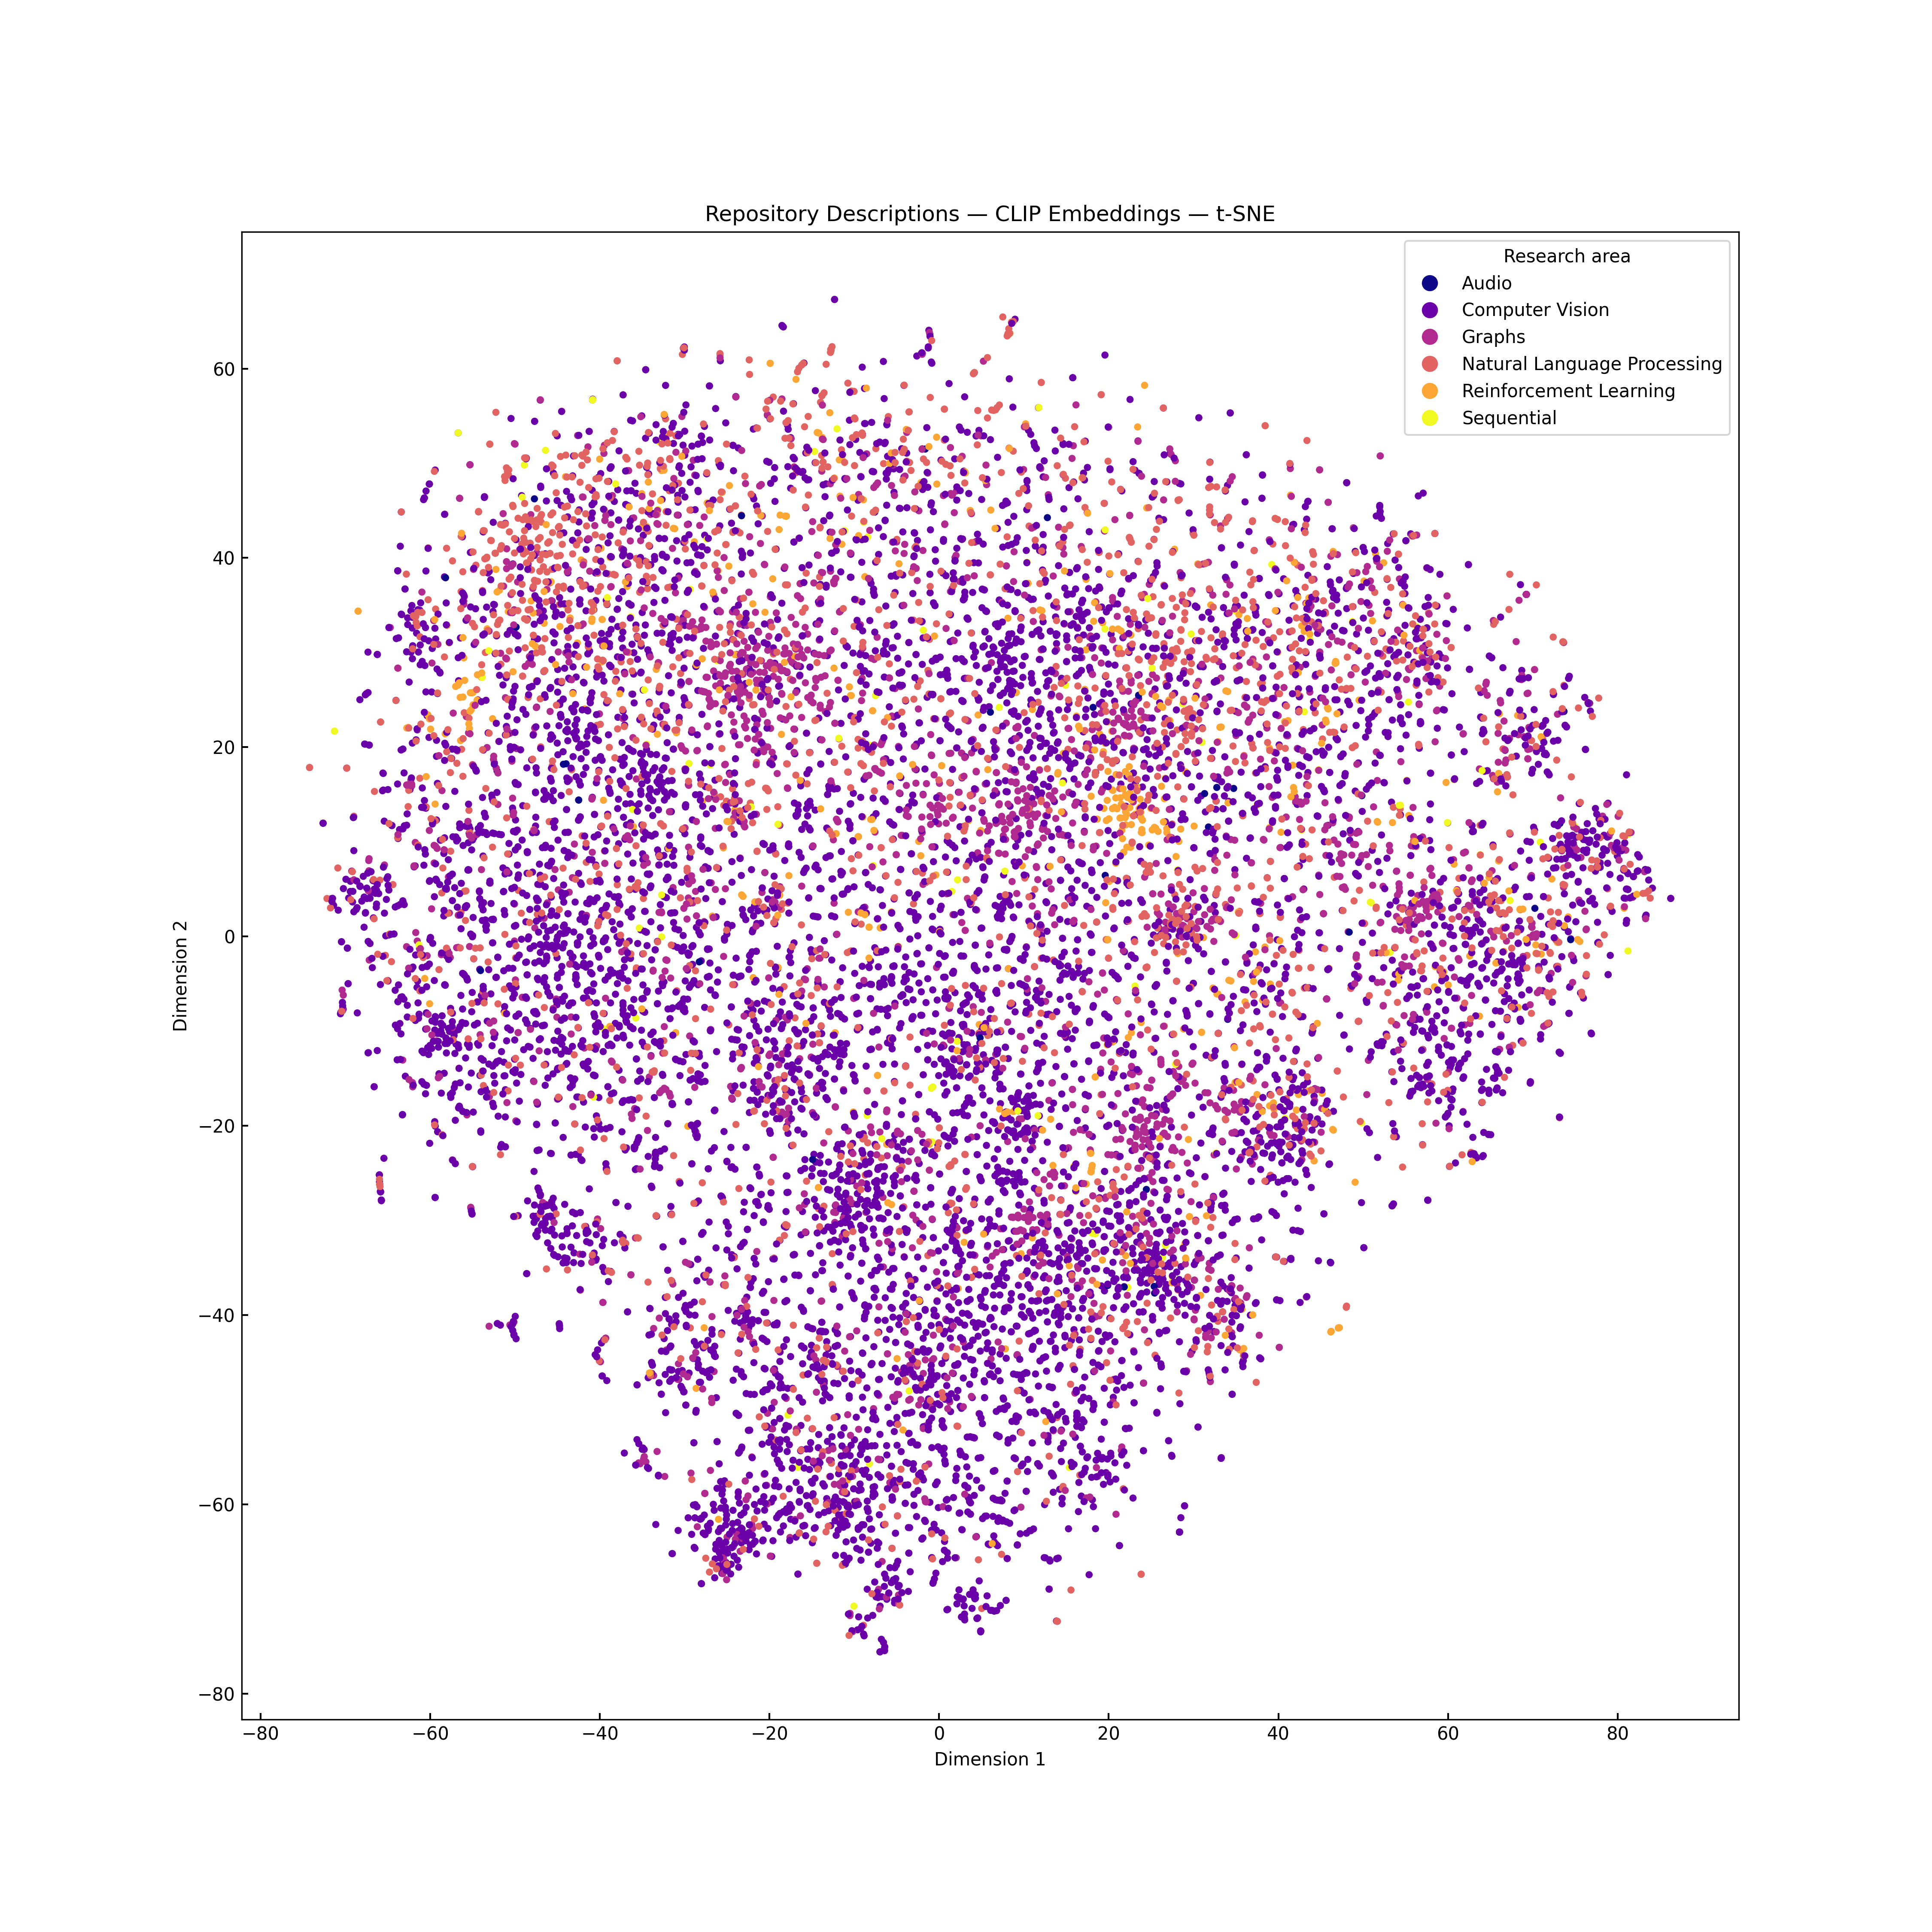 Repository Descriptions — CLIP Embeddings — t-SNE
Research area
Audio
Computer Vision
Graphs
Natural Language Processing
Reinforcement Learning
Sequential
60
40
20
0
−20
−40
−60
−80
Dimension 2
−80 −60 −40 −20 0 20 40 60 80
Dimension 1